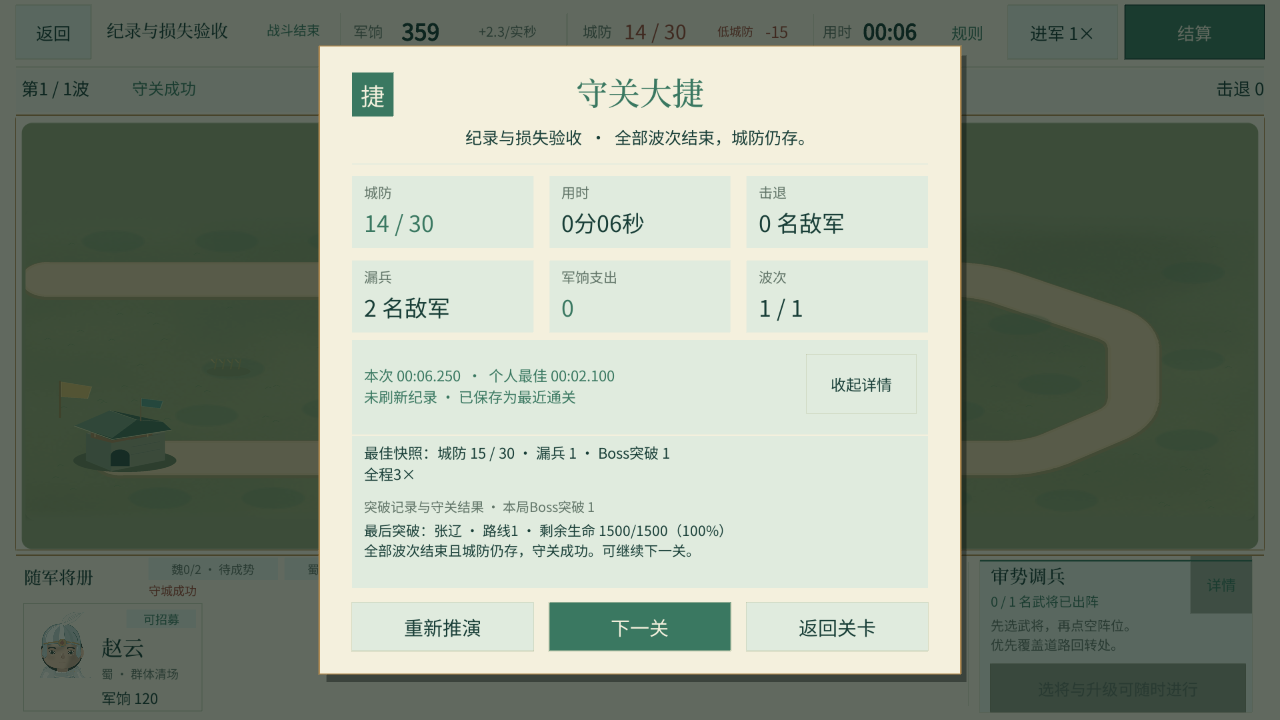 返回
纪录与损失验收
战斗结束
军饷 359
+2.3/实秒
城防 14 / 30
低城防 -15
用时 00:06
规则
进军 1×
结算
第1 / 1波
守关成功
击退 0
捷
守关大捷
纪录与损失验收 · 全部波次结束，城防仍存。
城防
14 / 30
用时
0分06秒
击退
0 名敌军
漏兵
2 名敌军
军饷支出
0
波次
1 / 1
本次 00:06.250 · 个人最佳 00:02.100
未刷新纪录 · 已保存为最近通关
收起详情
最佳快照：城防 15 / 30 · 漏兵 1 · Boss突破 1
全程3×
突破记录与守关结果 · 本局Boss突破 1
最后突破：张辽 · 路线1 · 剩余生命 1500/1500（100%）
全部波次结束且城防仍存，守关成功。可继续下一关。
重新推演
下一关
返回关卡
随军将册
魏0/2 · 待成势
蜀
守城成功
可招募
赵云
蜀 · 群体清场
军饷 120
审势调兵
详情
0 / 1 名武将已出阵
先选武将，再点空阵位。
优先覆盖道路回转处。
选将与升级可随时进行